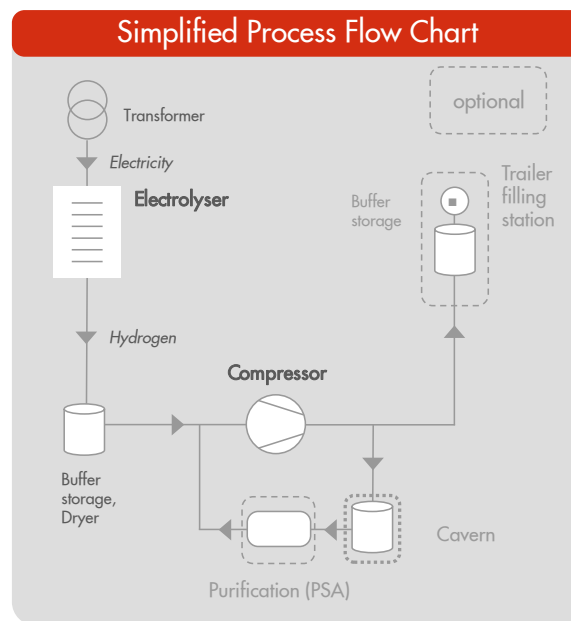 Simplified Process Flow Chart
optional
Transformer
Electricity
Electrolyser
Trailer
filling
station
Buffer
storage
Hydrogen
Compressor
Buffer
storage,
Dryer
Cavern
Purification (PSA)